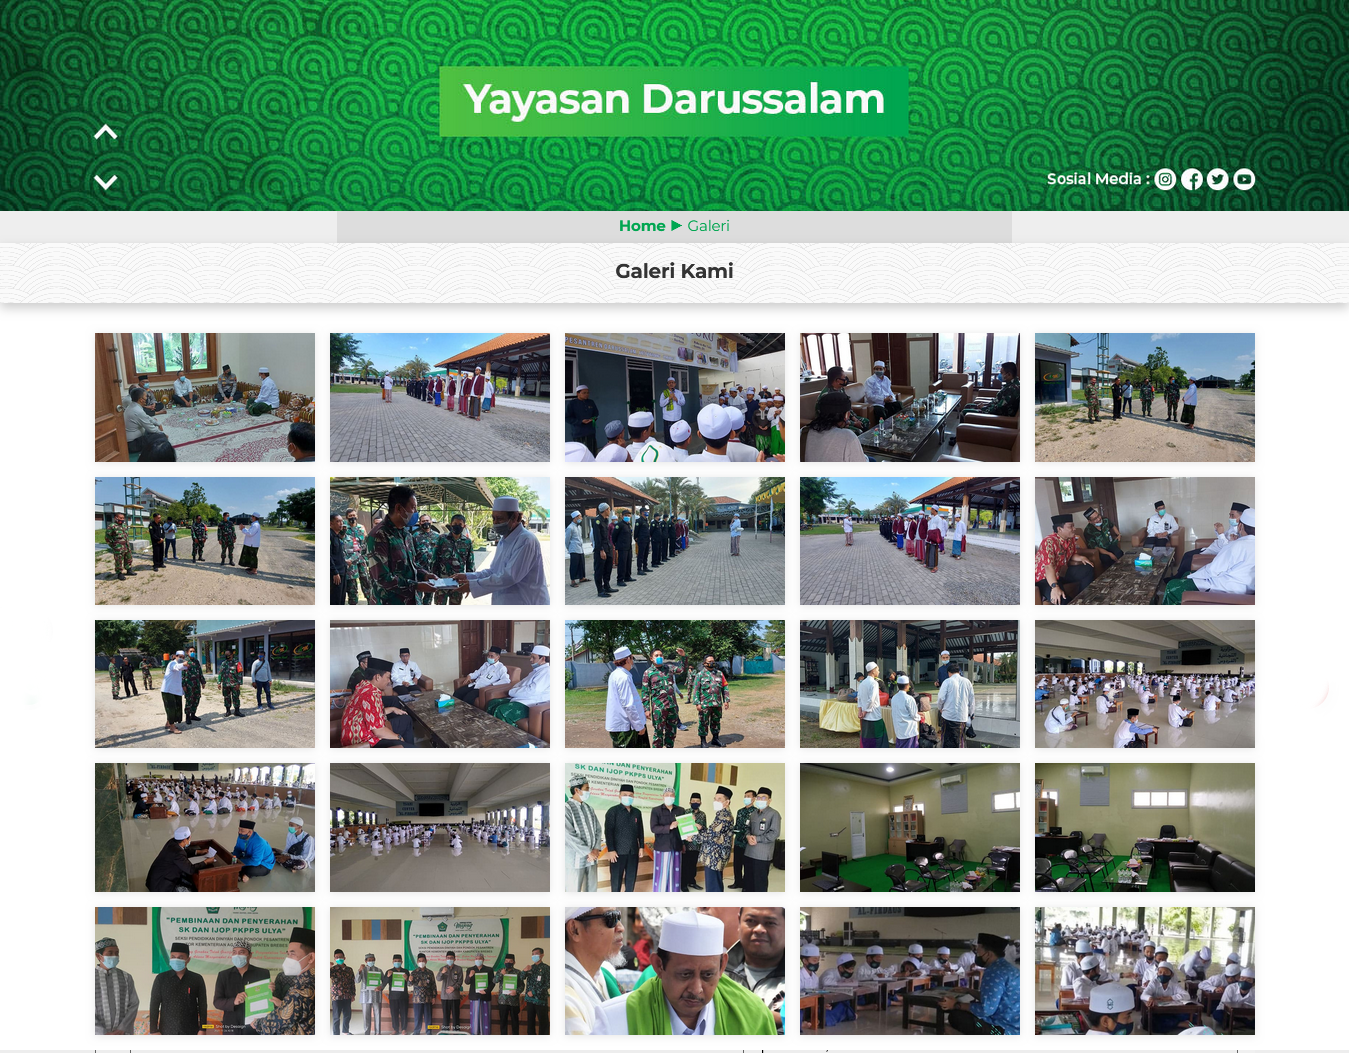 Yayasan Darussalam
Sosial Media :
Home ▶ Galeri
Galeri Kami
SK DAN IJOP PKPPS ULYA"
"PEMBINAAN DAN PENYERAHAN
SK DAN IJOP PKPPS ULYA"
"PEMBINAAN DAN PENYERAHAN
SK DAN IJOP PKPPS ULYA"